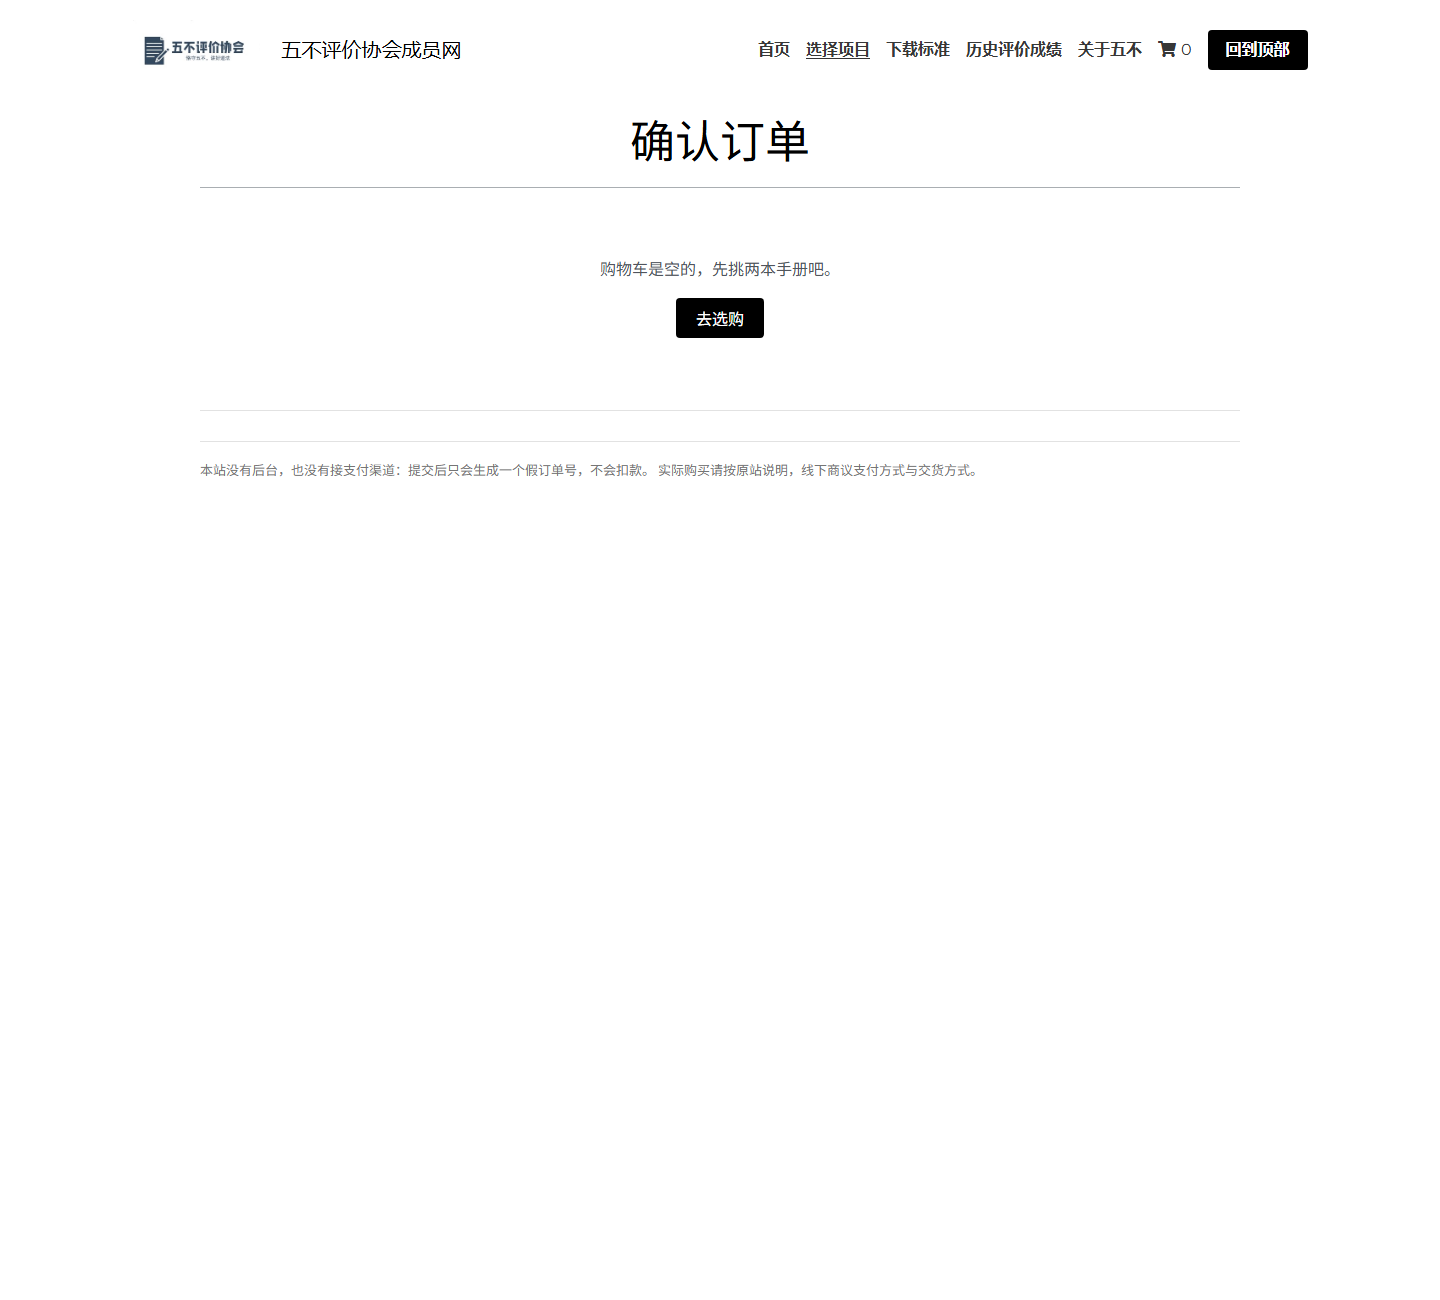 五不评价协会
五不评价协会成员网
首页 选择项目 下载标准 历史评价成绩 关于五不 0 回到顶部
确认订单
购物车是空的，先挑两本手册吧。
去选购
本站没有后台，也没有接支付渠道：提交后只会生成一个假订单号，不会扣款。 实际购买请按原站说明，线下商议支付方式与交货方式。